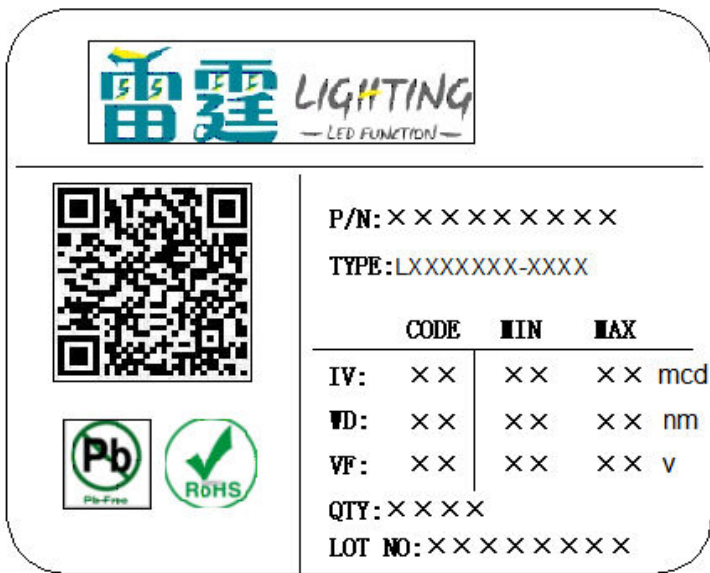 雷霆 LIGHTING
LED FUNCTION
P/N:×××××××××
TYPE:LXXXXXXX-XXXX
CODE MIN MAX
IV: ×× ×× ×× mcd
WD: ×× ×× ×× nm
VF: ×× ×× ×× v
QTY:××××
LOT NO:××××××××
Pb
Pb-Free
RoHS